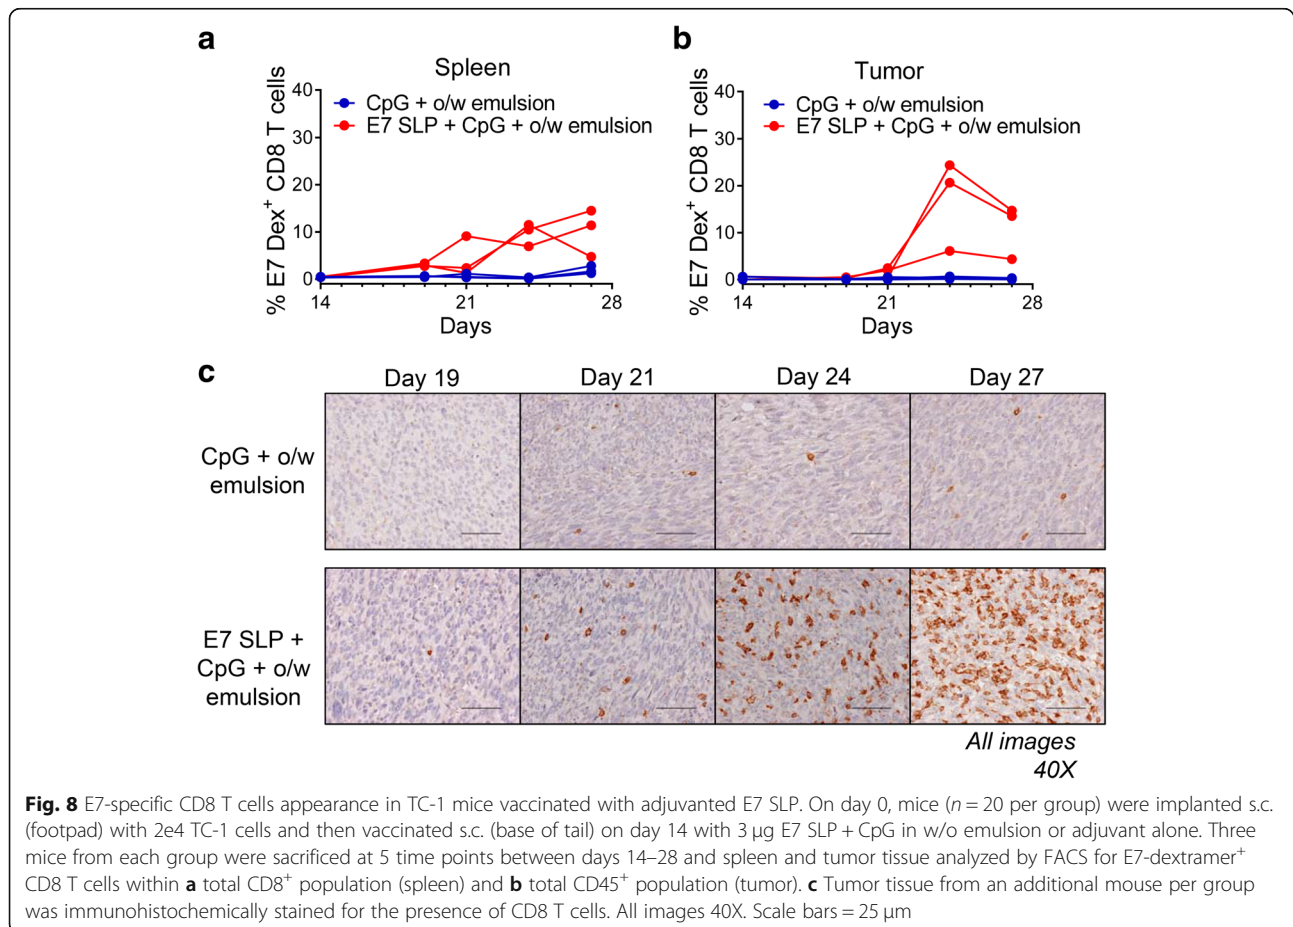 a
Spleen
% E7 Dex⁺ CD8 T cells
40
30
20
10
0
CpG + o/w emulsion
E7 SLP + CpG + o/w emulsion
14
21
28
Days
b
Tumor
% E7 Dex⁺ CD8 T cells
40
30
20
10
0
CpG + o/w emulsion
E7 SLP + CpG + o/w emulsion
14
21
28
Days
c
Day 19
Day 21
Day 24
Day 27
CpG + o/w
emulsion
E7 SLP +
CpG + o/w
emulsion
All images
40X
Fig. 8 E7-specific CD8 T cells appearance in TC-1 mice vaccinated with adjuvanted E7 SLP. On day 0, mice (n = 20 per group) were implanted s.c.
(footpad) with 2e4 TC-1 cells and then vaccinated s.c. (base of tail) on day 14 with 3 μg E7 SLP + CpG in w/o emulsion or adjuvant alone. Three
mice from each group were sacrificed at 5 time points between days 14–28 and spleen and tumor tissue analyzed by FACS for E7-dextramer⁺
CD8 T cells within a total CD8⁺ population (spleen) and b total CD45⁺ population (tumor). c Tumor tissue from an additional mouse per group
was immunohistochemically stained for the presence of CD8 T cells. All images 40X. Scale bars = 25 μm